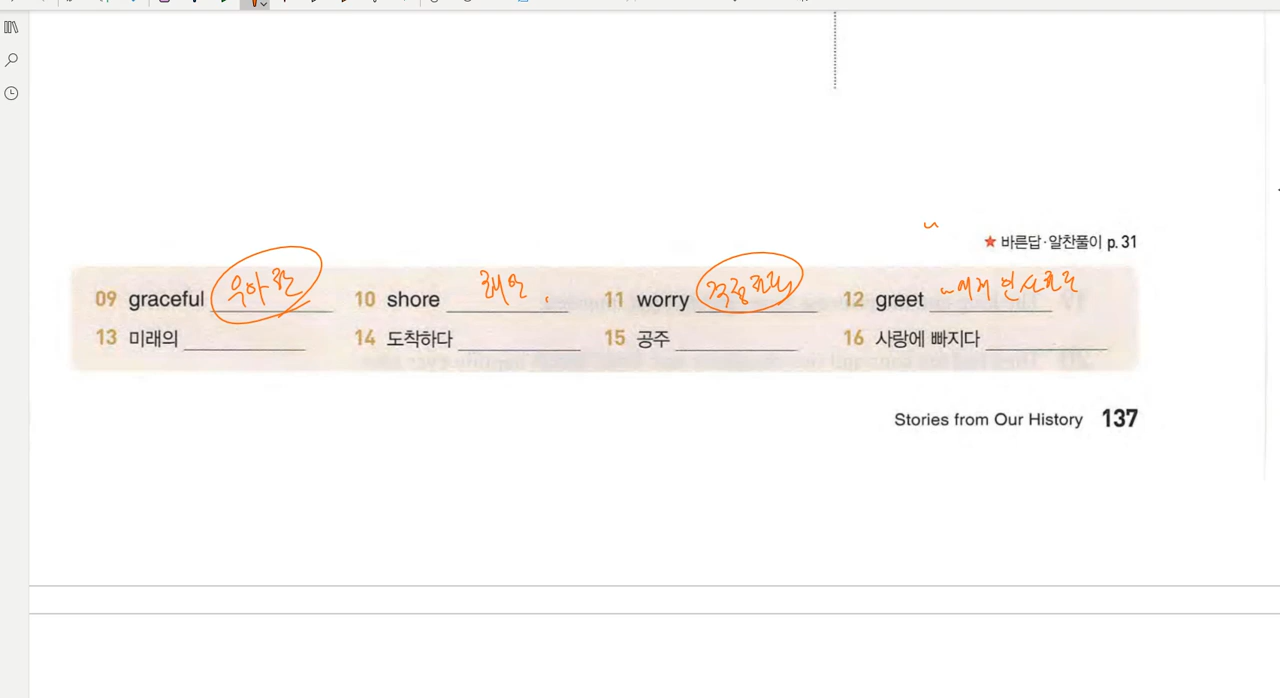 ★ 바른답·알찬풀이 p. 31
09 graceful 우아한 10 shore 해안 11 worry 걱정하다 12 greet ~에게 인사하다
13 미래의 14 도착하다 15 공주 16 사랑에 빠지다
Stories from Our History 137